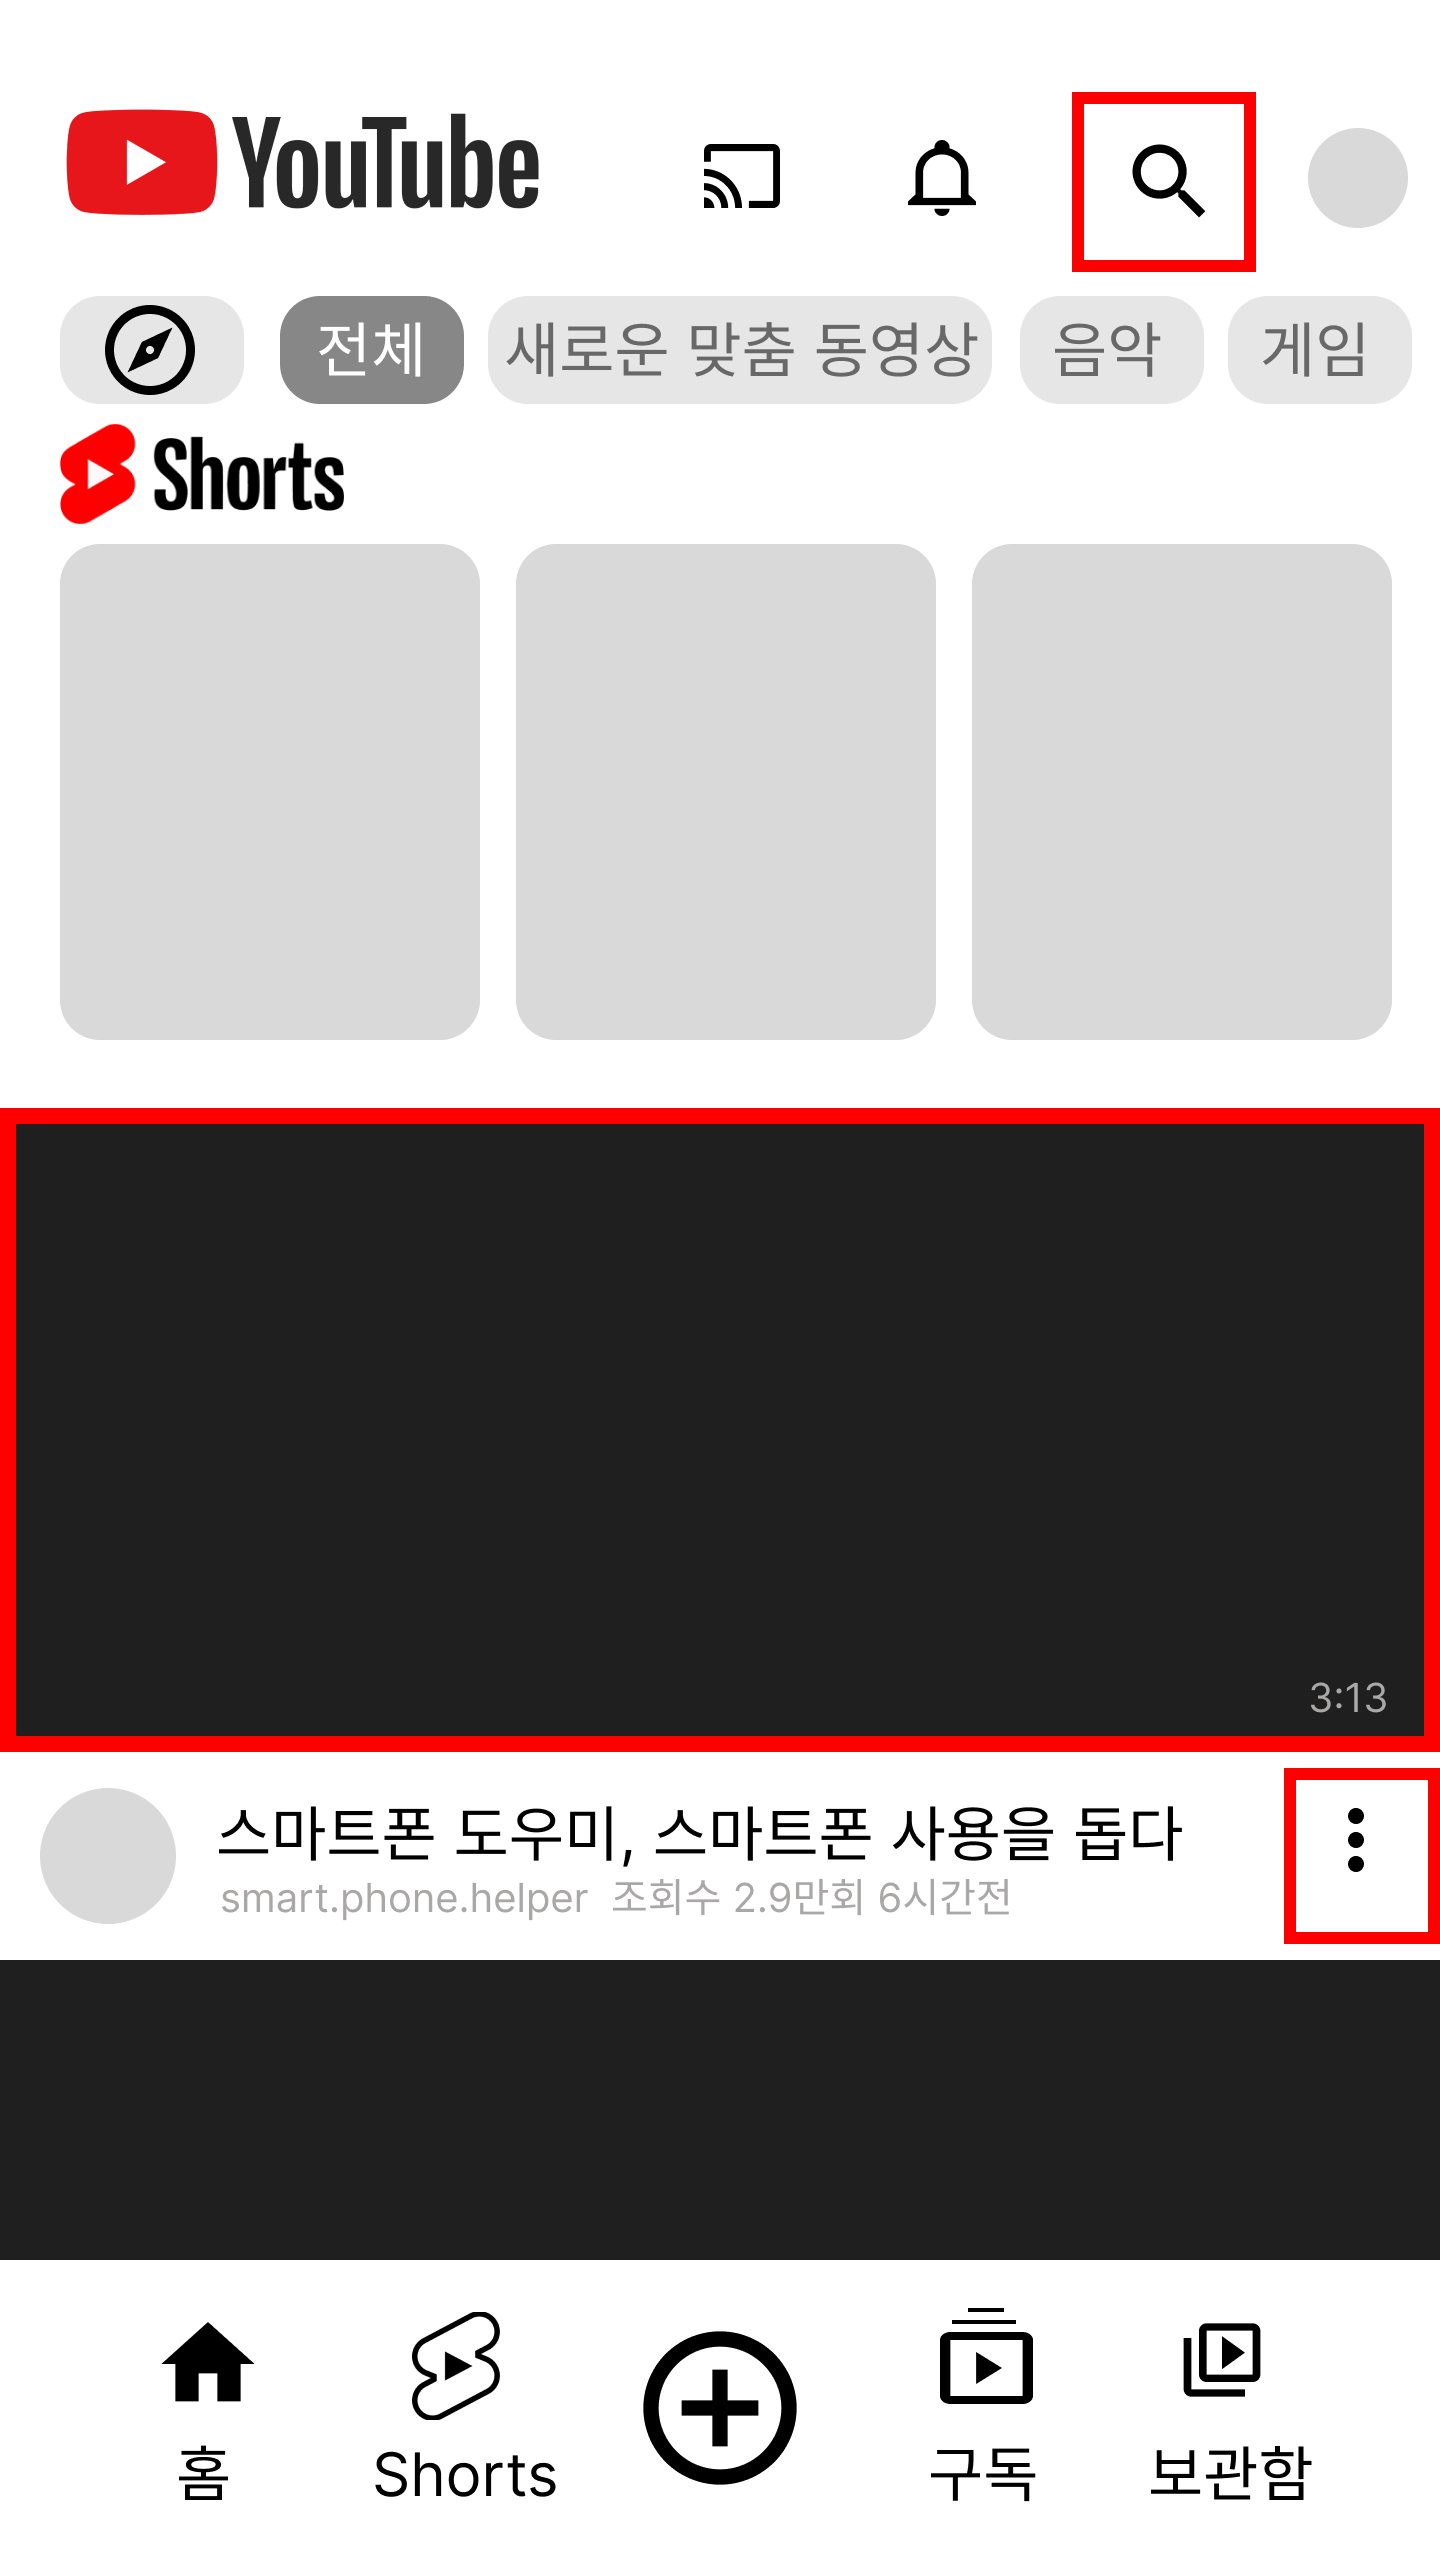 YouTube
전체 새로운 맞춤 동영상 음악 게임
Shorts
3:13
스마트폰 도우미, 스마트폰 사용을 돕다
smart.phone.helper 조회수 2.9만회 6시간전
홈 Shorts 구독 보관함